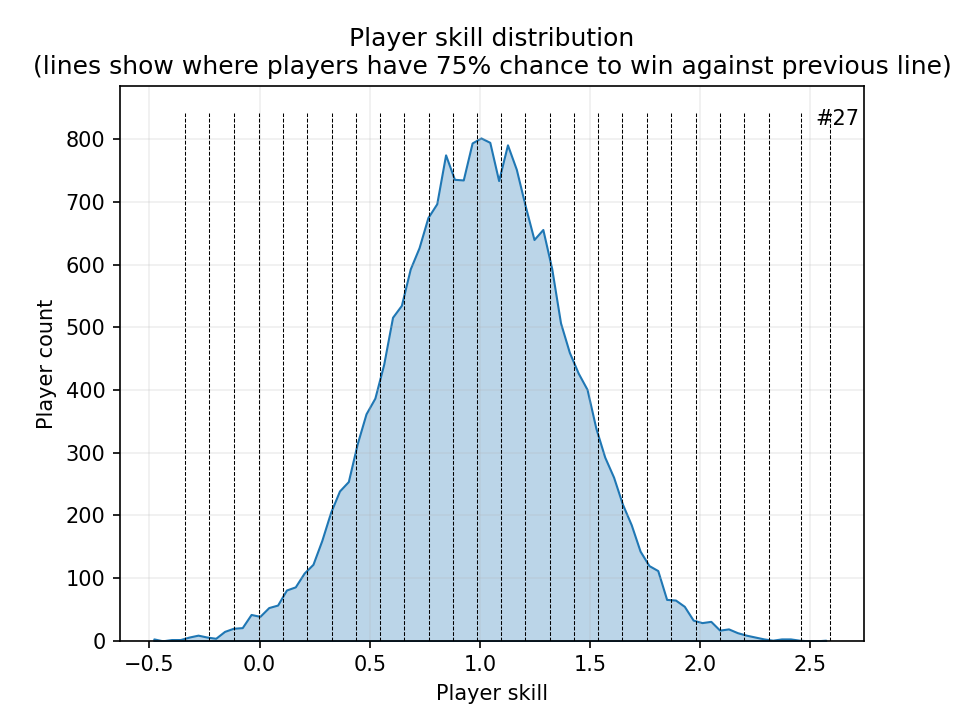 Player skill distribution
(lines show where players have 75% chance to win against previous line)
#27
800
700
600
500
400
300
200
100
0
Player count
−0.5 0.0 0.5 1.0 1.5 2.0 2.5
Player skill